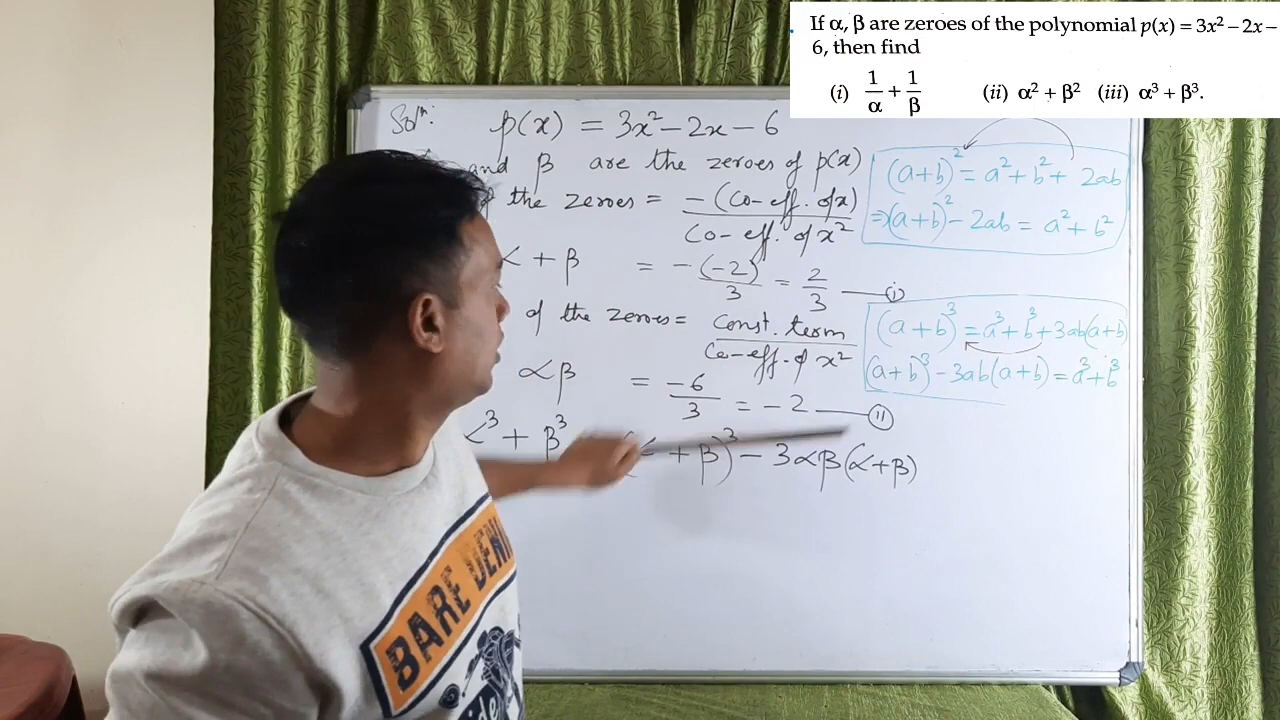 If α, β are zeroes of the polynomial p(x) = 3x² – 2x –
6, then find
(i) 1/α + 1/β (ii) α² + β² (iii) α³ + β³.
Solⁿ: p(x) = 3x² – 2x – 6
and β are the zeroes of p(x)
the zeroes = –(Co-eff. of x) / Co-eff. of x²
α + β = –(–2)/3 = 2/3 —(i)
of the zeroes = Const. term / Co-eff. of x²
αβ = –6/3 = –2 —(ii)
α³ + β³ (α + β)³ – 3αβ(α+β)
(a+b)² = a² + b² + 2ab
⇒(a+b)² – 2ab = a² + b²
(a+b)³ = a³ + b³ + 3ab(a+b)
(a+b)³ – 3ab(a+b) = a³ + b³
BARE DENI
ide